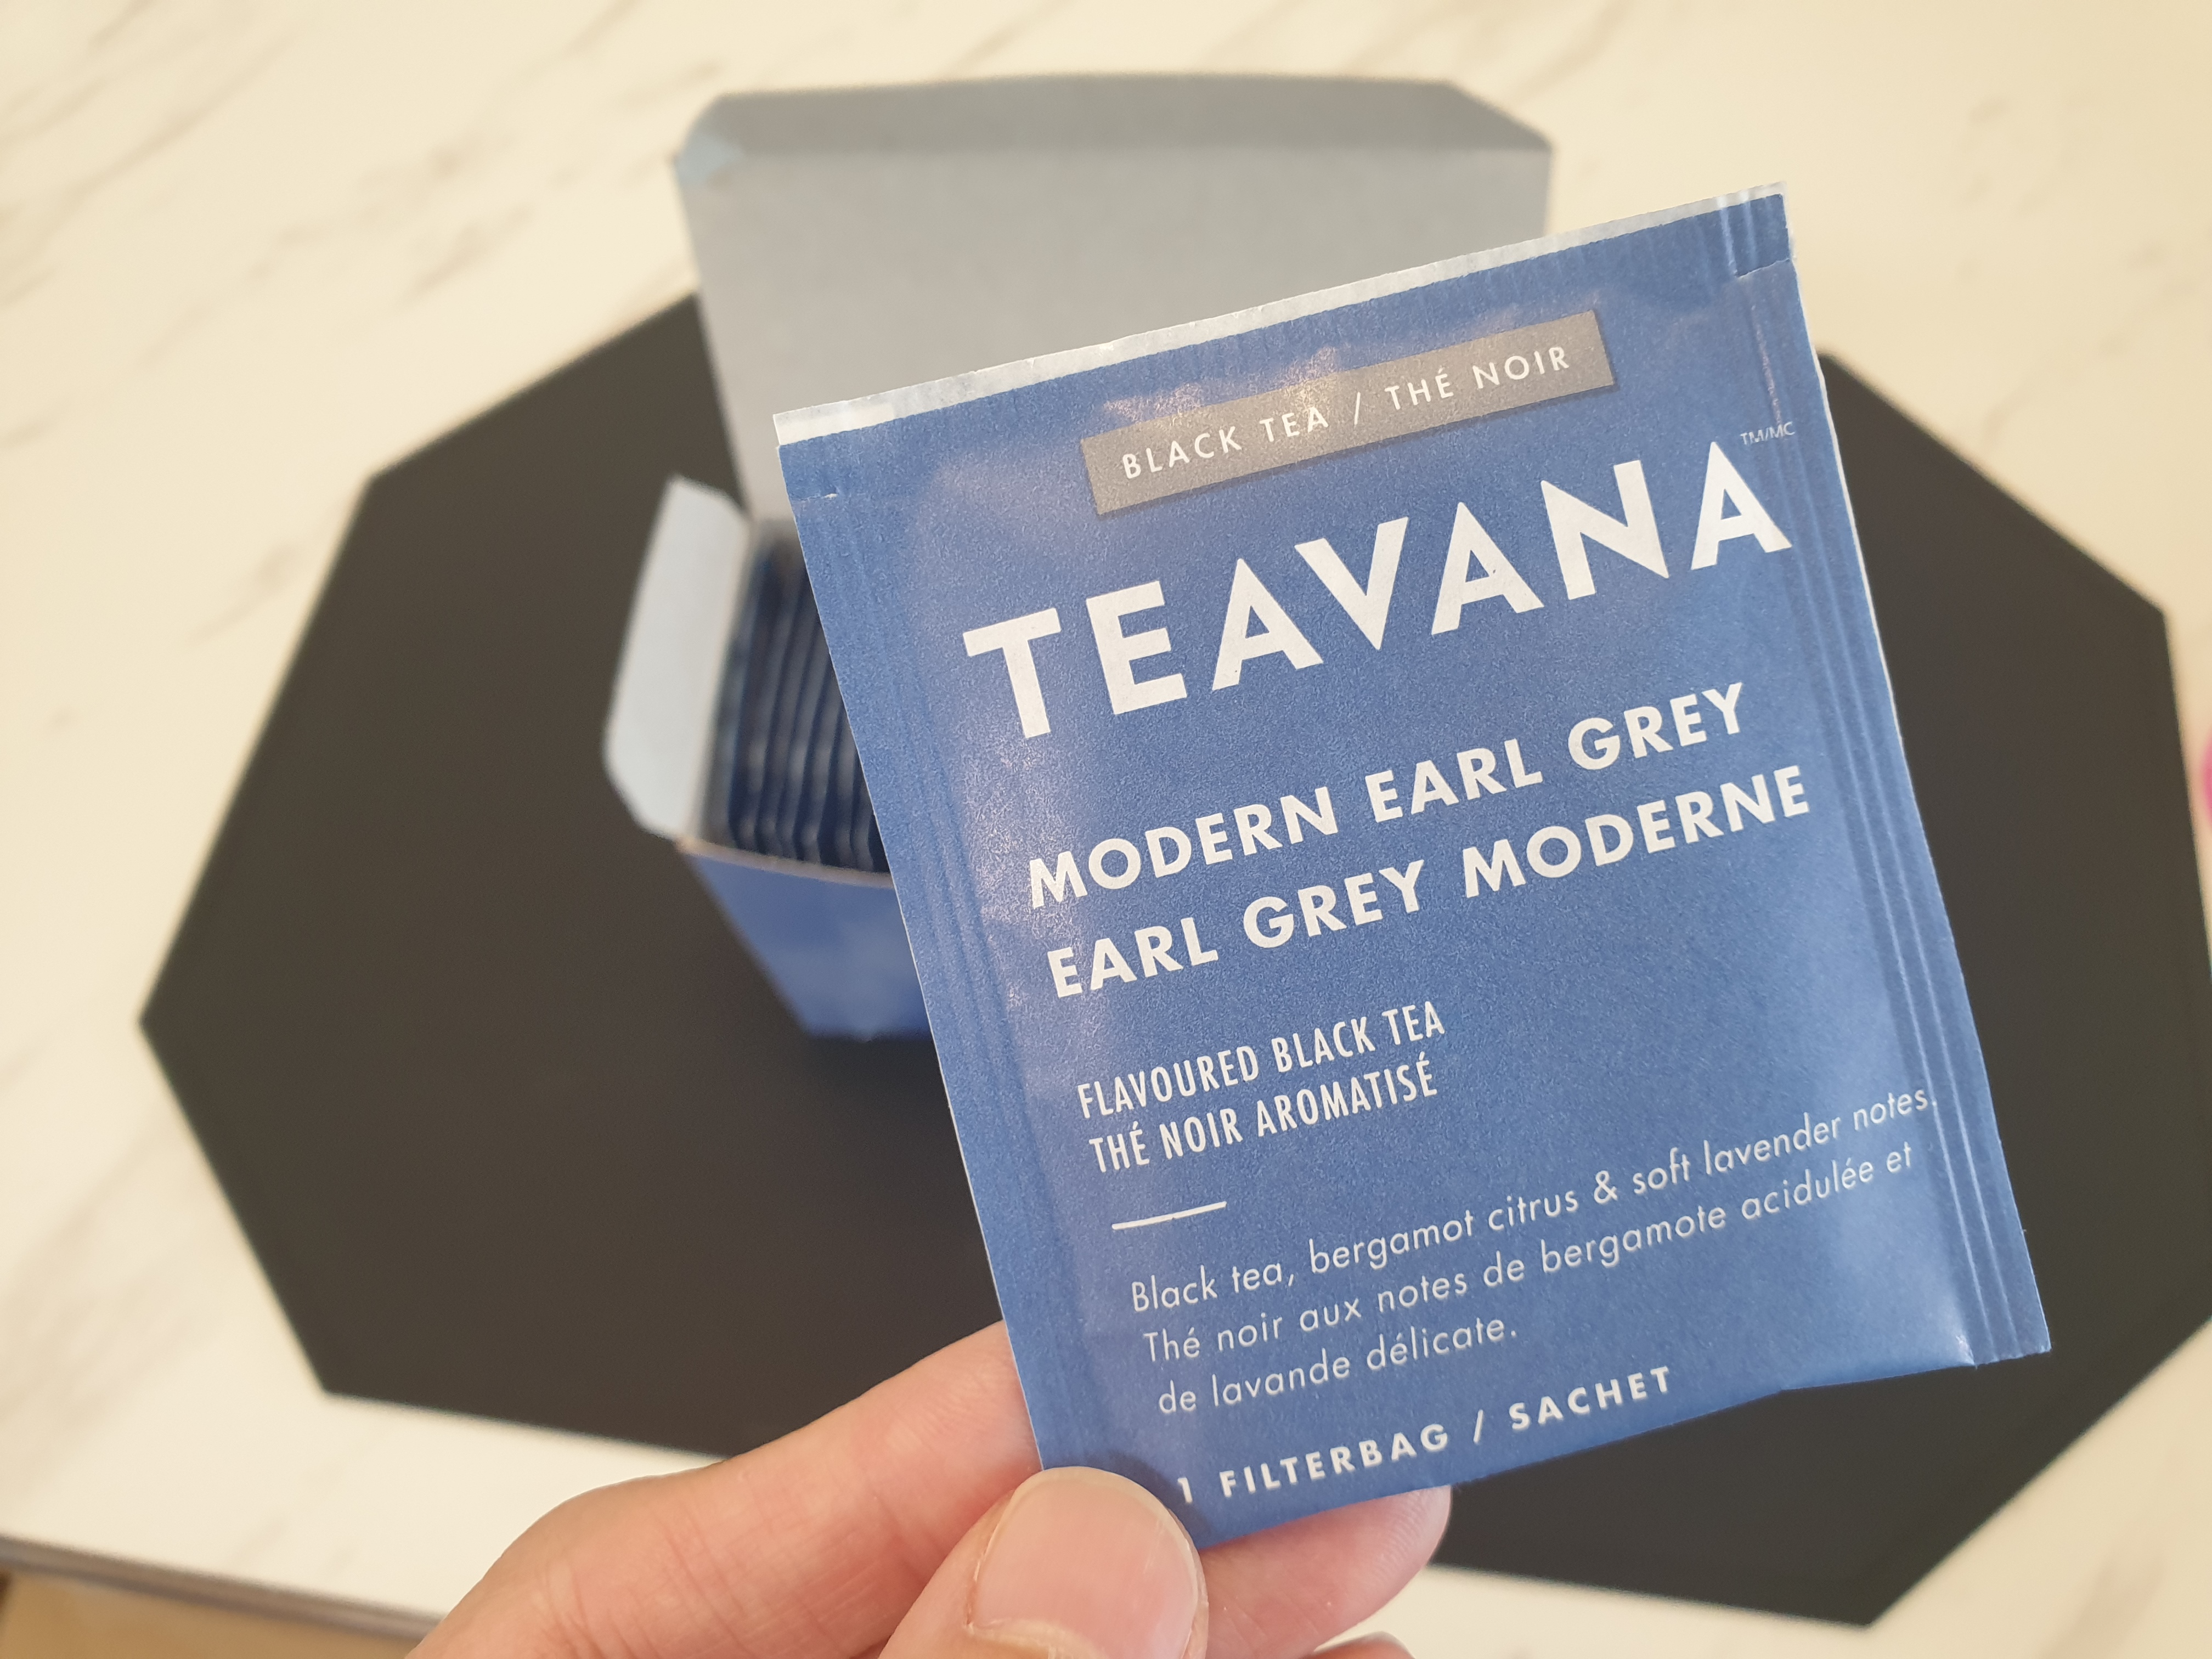 BLACK TEA / THÉ NOIR
TEAVANA TM/MC
MODERN EARL GREY
EARL GREY MODERNE
FLAVOURED BLACK TEA
THÉ NOIR AROMATISÉ
Black tea, bergamot citrus & soft lavender notes.
Thé noir aux notes de bergamote acidulée et
de lavande délicate.
1 FILTERBAG / SACHET